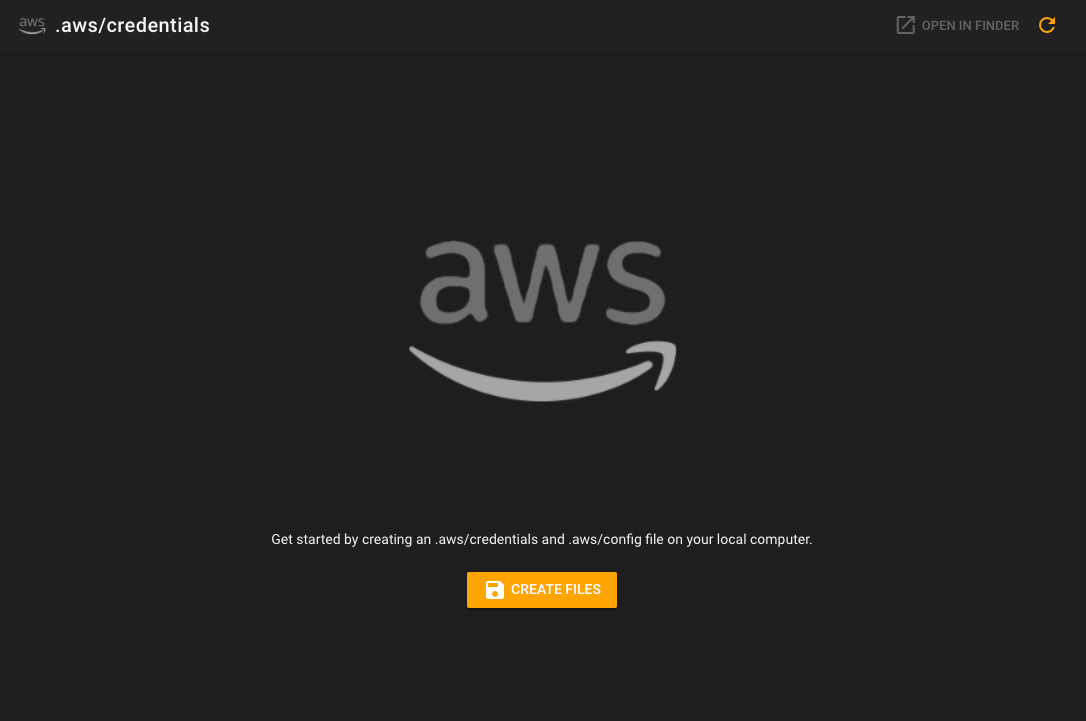 aws .aws/credentials
OPEN IN FINDER
aws
Get started by creating an .aws/credentials and .aws/config file on your local computer.
CREATE FILES